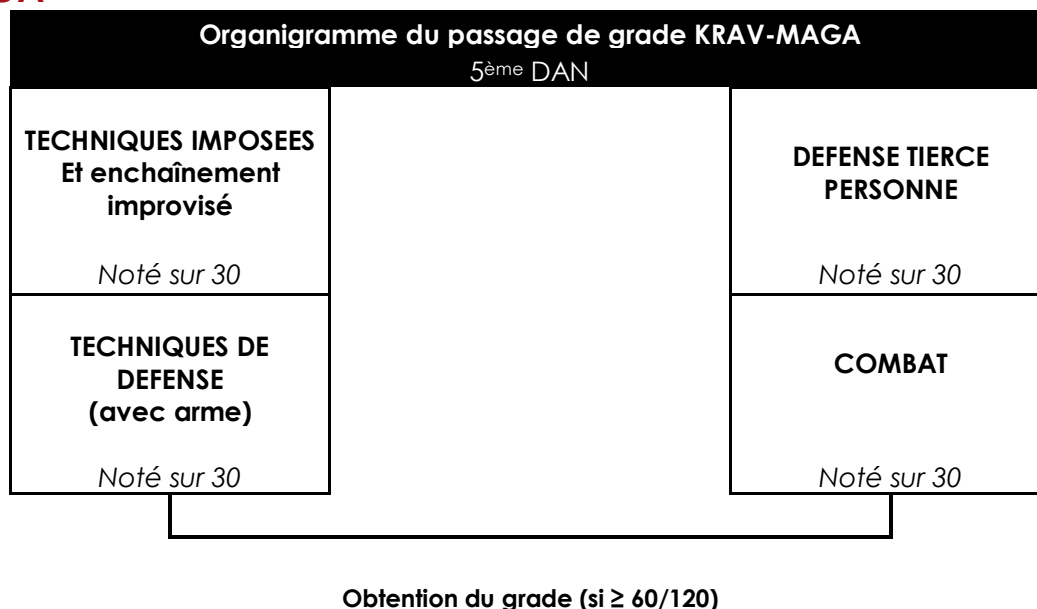 Organigramme du passage de grade KRAV-MAGA
5ème DAN
TECHNIQUES IMPOSEES
Et enchaînement
improvisé
Noté sur 30
DEFENSE TIERCE
PERSONNE
Noté sur 30
TECHNIQUES DE
DEFENSE
(avec arme)
Noté sur 30
COMBAT
Noté sur 30
Obtention du grade (si ≥ 60/120)